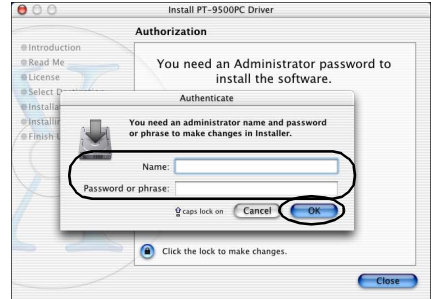 Install PT-9500PC Driver
Authorization
Introduction
Read Me
License
Select
Finish
You need an Administrator password to
install the software.
Authenticate
You need an administrator name and password
or phrase to make changes in Installer.
Name:
Password or phrase:
caps lock on
Cancel
OK
Click the lock to make changes.
Close